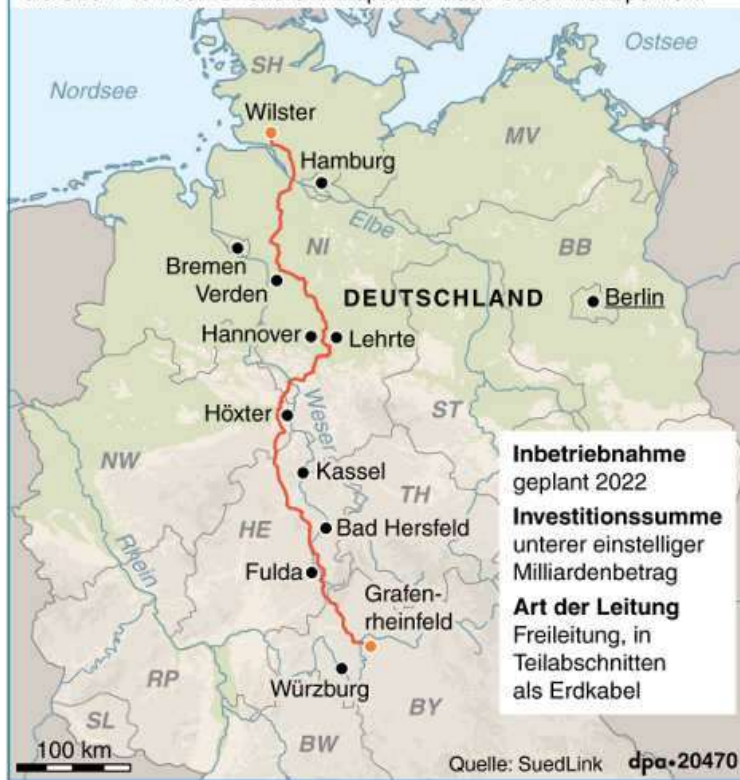 Ostsee
Nordsee
SH
Wilster
MV
Hamburg
Elbe
NI
BB
Bremen
Verden
DEUTSCHLAND
Berlin
Hannover
Lehrte
Weser
Höxter
ST
NW
Kassel
TH
HE
Bad Hersfeld
Rhein
Fulda
Grafen-
rheinfeld
RP
Würzburg
BY
SL
BW
100 km
Inbetriebnahme
geplant 2022
Investitionssumme
unterer einstelliger
Milliardenbetrag
Art der Leitung
Freileitung, in
Teilabschnitten
als Erdkabel
Quelle: SuedLink
dpa•20470